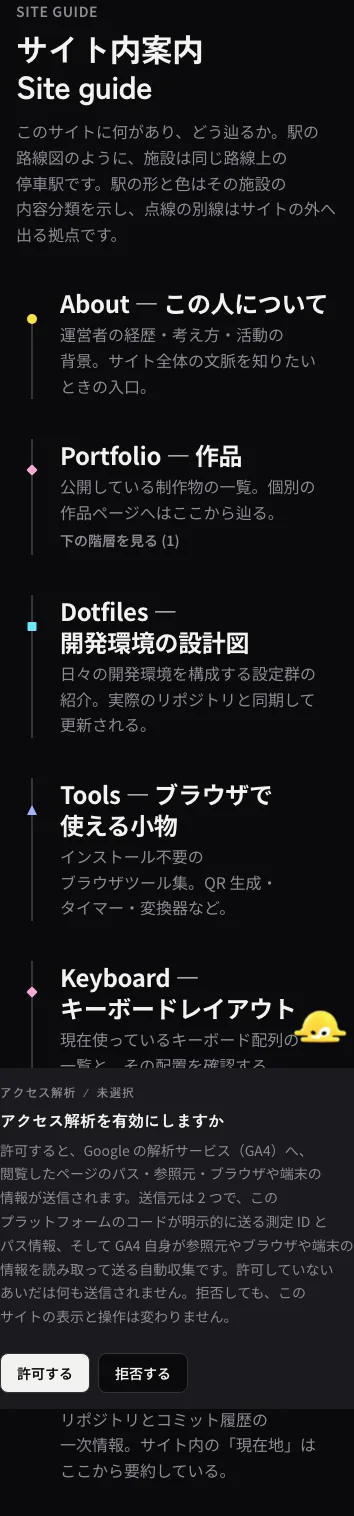 SITE GUIDE
サイト内案内
Site guide
このサイトに何があり、どう辿るか。駅の
路線図のように、施設は同じ路線上の
停車駅です。駅の形と色はその施設の
内容分類を示し、点線の別線はサイトの外へ
出る拠点です。
About — この人について
運営者の経歴・考え方・活動の
背景。サイト全体の文脈を知りたい
ときの入口。
Portfolio — 作品
公開している制作物の一覧。個別の
作品ページへはここから辿る。
下の階層を見る (1)
Dotfiles —
開発環境の設計図
日々の開発環境を構成する設定群の
紹介。実際のリポジトリと同期して
更新される。
Tools — ブラウザで
使える小物
インストール不要の
ブラウザツール集。QR 生成・
タイマー・変換器など。
Keyboard —
キーボードレイアウト
現在使っているキーボード配列の
一覧と、その配置を確認する
アクセス解析 / 未選択
アクセス解析を有効にしますか
許可すると、Google の解析サービス（GA4）へ、
閲覧したページのパス・参照元・ブラウザや端末の
情報が送信されます。送信元は 2 つで、この
プラットフォームのコードが明示的に送る測定 ID と
パス情報、そして GA4 自身が参照元やブラウザや端末の
情報を読み取って送る自動収集です。許可していない
あいだは何も送信されません。拒否しても、この
サイトの表示と操作は変わりません。
許可する
拒否する
リポジトリとコミット履歴の
一次情報。サイト内の「現在地」は
ここから要約している。